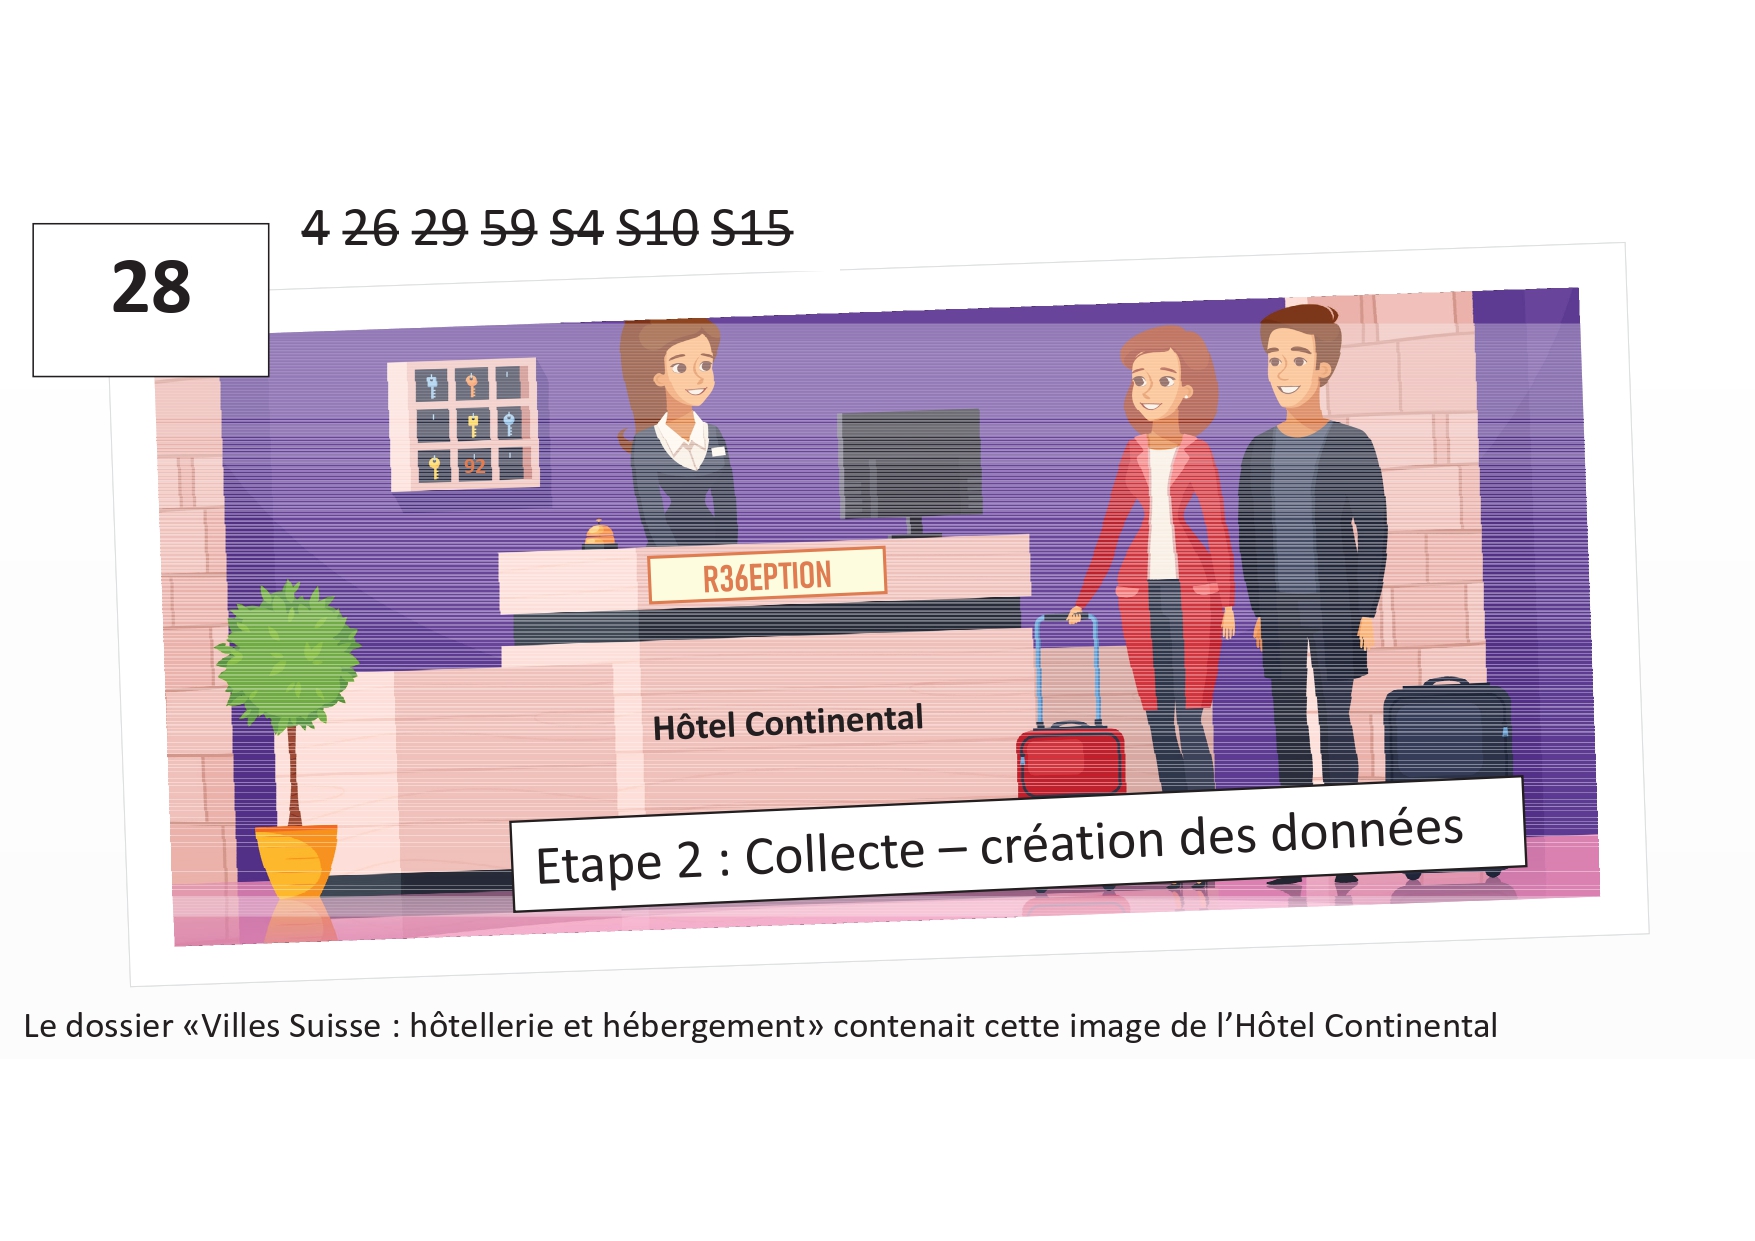 4 26 29 59 S4 S10 S15
28
92
R36EPTION
Hôtel Continental
Etape 2 : Collecte – création des données
Le dossier «Villes Suisse : hôtellerie et hébergement» contenait cette image de l’Hôtel Continental